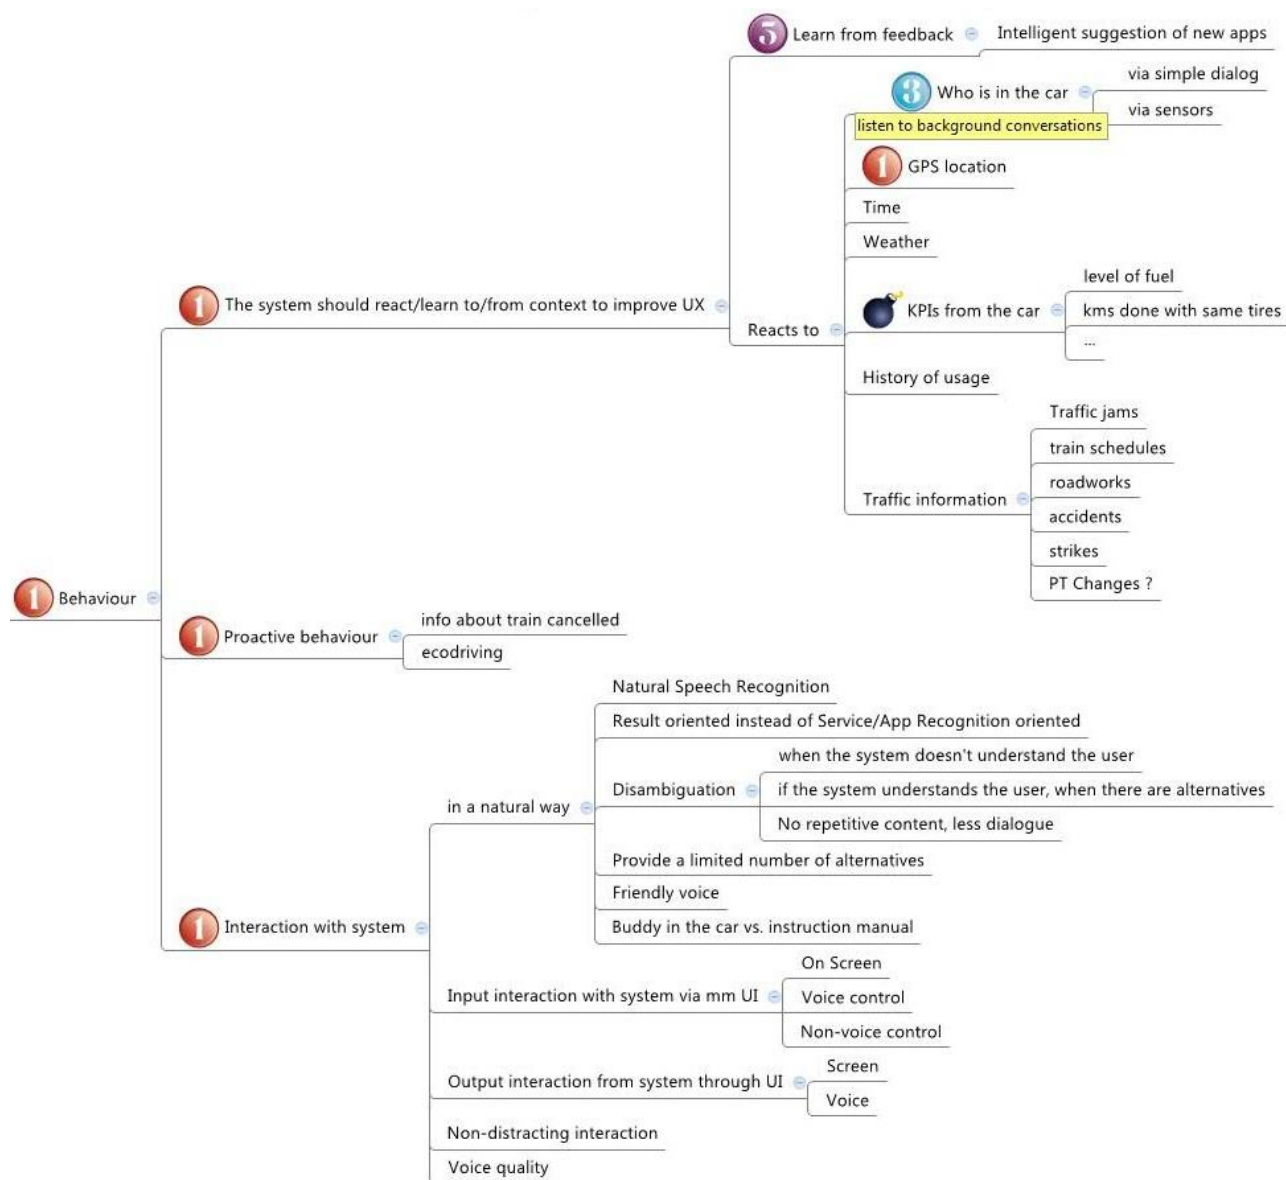 5 Learn from feedback
Intelligent suggestion of new apps
3 Who is in the car
via simple dialog
via sensors
listen to background conversations
1 GPS location
Time
Weather
1 The system should react/learn to/from context to improve UX
Reacts to
KPIs from the car
level of fuel
kms done with same tires
...
History of usage
Traffic information
Traffic jams
train schedules
roadworks
accidents
strikes
PT Changes ?
1 Behaviour
1 Proactive behaviour
info about train cancelled
ecodriving
1 Interaction with system
in a natural way
Natural Speech Recognition
Result oriented instead of Service/App Recognition oriented
Disambiguation
when the system doesn't understand the user
if the system understands the user, when there are alternatives
No repetitive content, less dialogue
Provide a limited number of alternatives
Friendly voice
Buddy in the car vs. instruction manual
Input interaction with system via mm UI
On Screen
Voice control
Non-voice control
Output interaction from system through UI
Screen
Voice
Non-distracting interaction
Voice quality